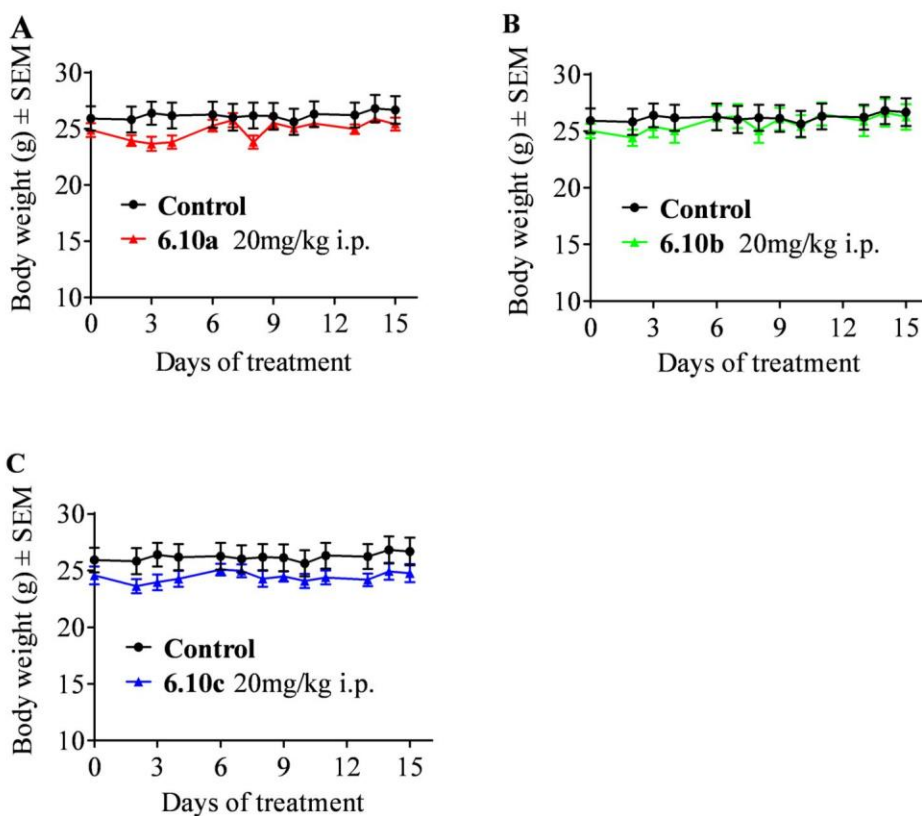 A
Body weight (g) ± SEM
30
25
20
15
10
Control
6.10a 20mg/kg i.p.
0 3 6 9 12 15
Days of treatment
B
Body weight (g) ± SEM
30
25
20
15
10
Control
6.10b 20mg/kg i.p.
0 3 6 9 12 15
Days of treatment
C
Body weight (g) ± SEM
30
25
20
15
10
Control
6.10c 20mg/kg i.p.
0 3 6 9 12 15
Days of treatment